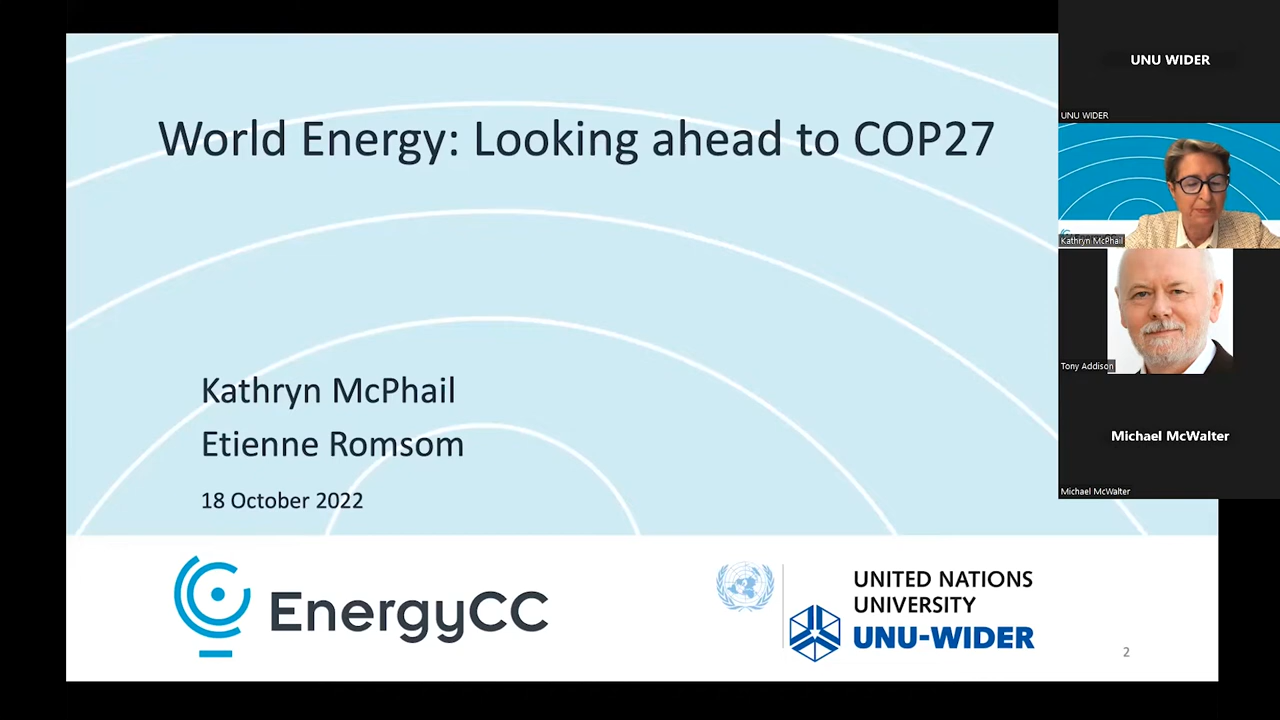 World Energy: Looking ahead to COP27
Kathryn McPhail
Etienne Romsom
18 October 2022
EnergyCC
UNITED NATIONS
UNIVERSITY
UNU-WIDER
2
UNU WIDER
UNU WIDER
Kathryn McPhail
Tony Addison
Michael McWalter
Michael McWalter